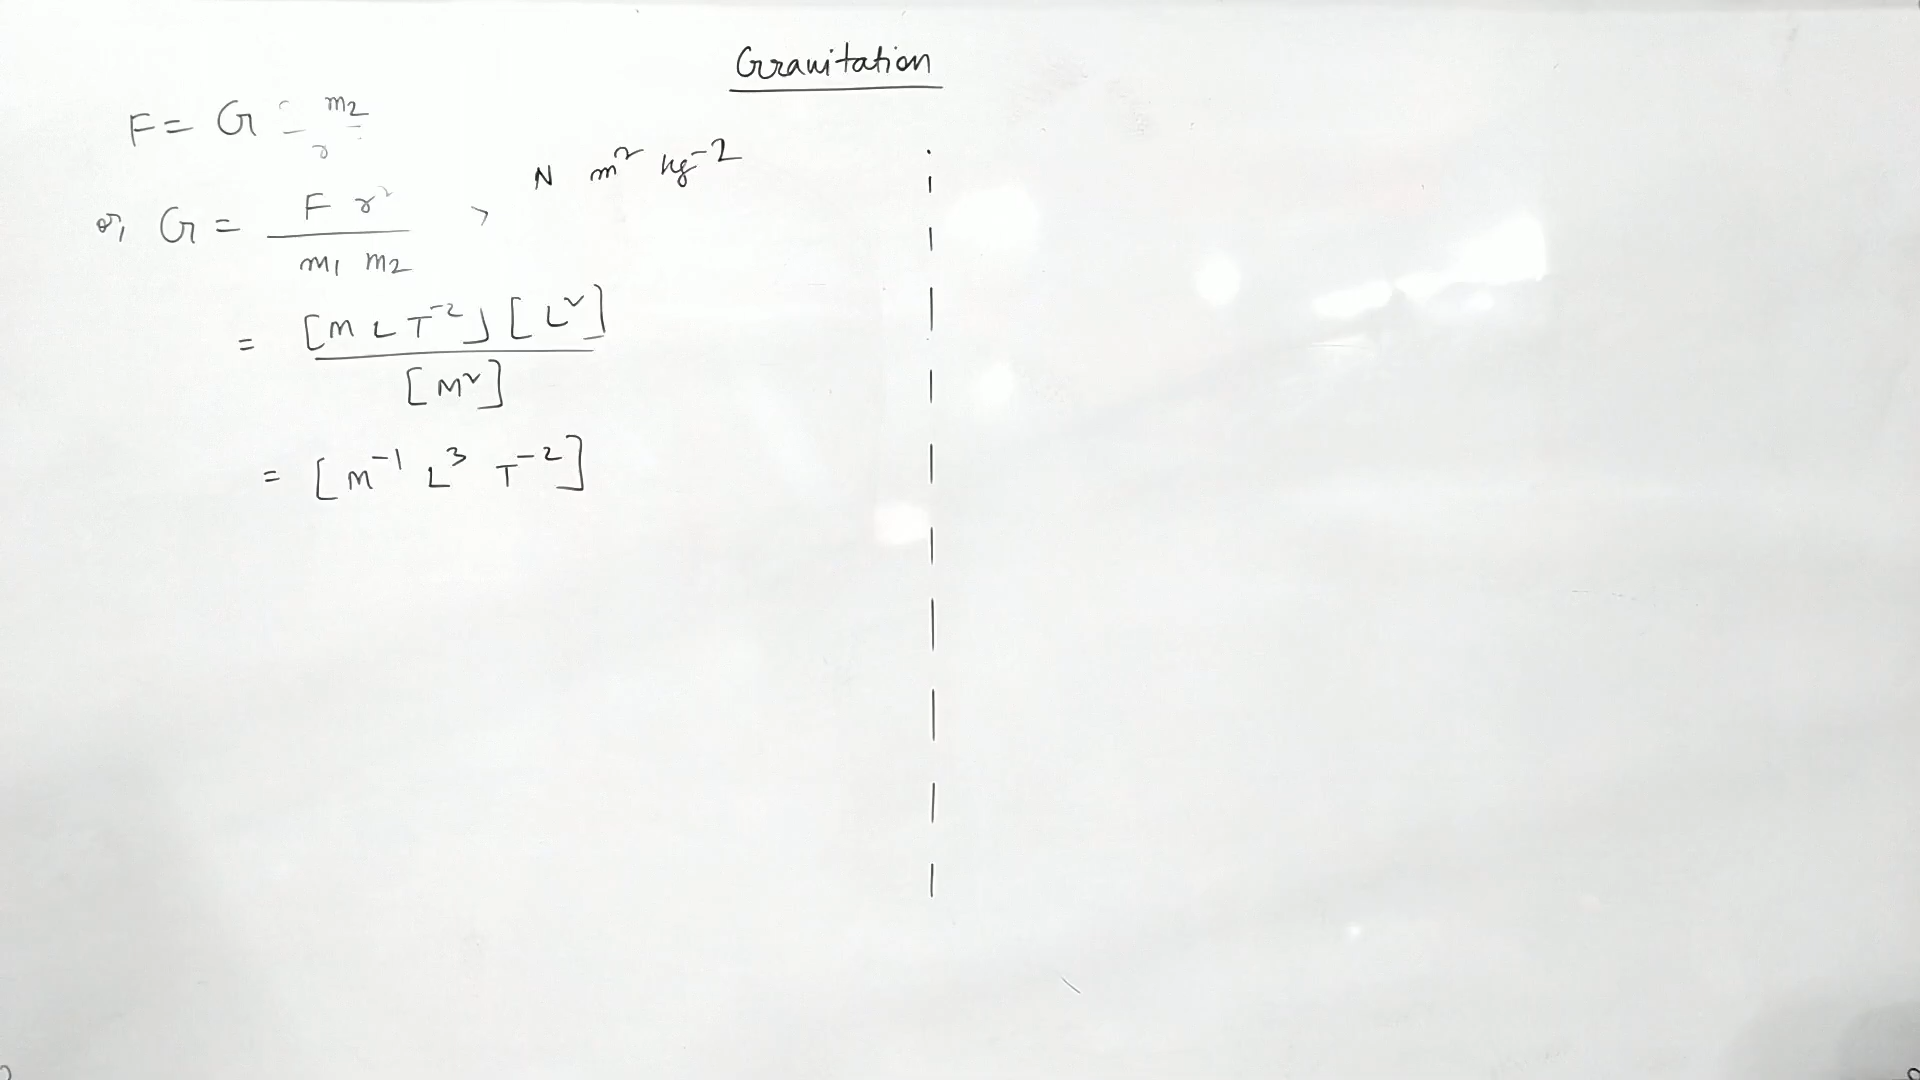 Gravitation
F = G m2 r
or, G = F r² / m1 m2 > N m² kg-2
= [M L T-2] [L²] / [M²]
= [M-1 L3 T-2]